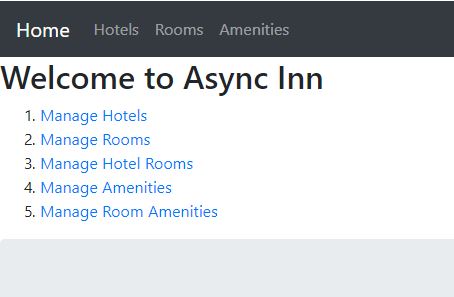 Home Hotels Rooms Amenities
Welcome to Async Inn
1. Manage Hotels
2. Manage Rooms
3. Manage Hotel Rooms
4. Manage Amenities
5. Manage Room Amenities